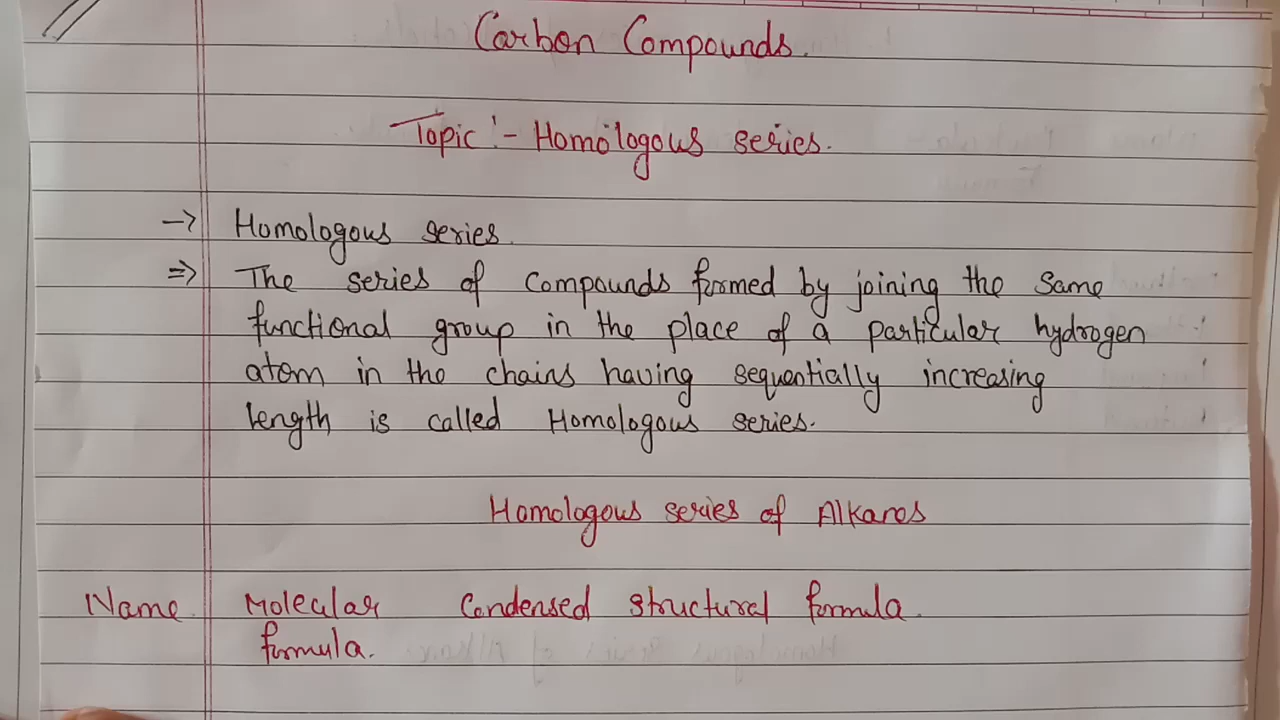 Carbon Compounds.
Topic :- Homologous series.
-> Homologous series.
=> The series of compounds formed by joining the same
functional group in the place of a particular hydrogen
atom in the chains having sequentially increasing
length is called Homologous series.
Homologous series of Alkanes
Name Molecular Condensed structural formula.
formula.